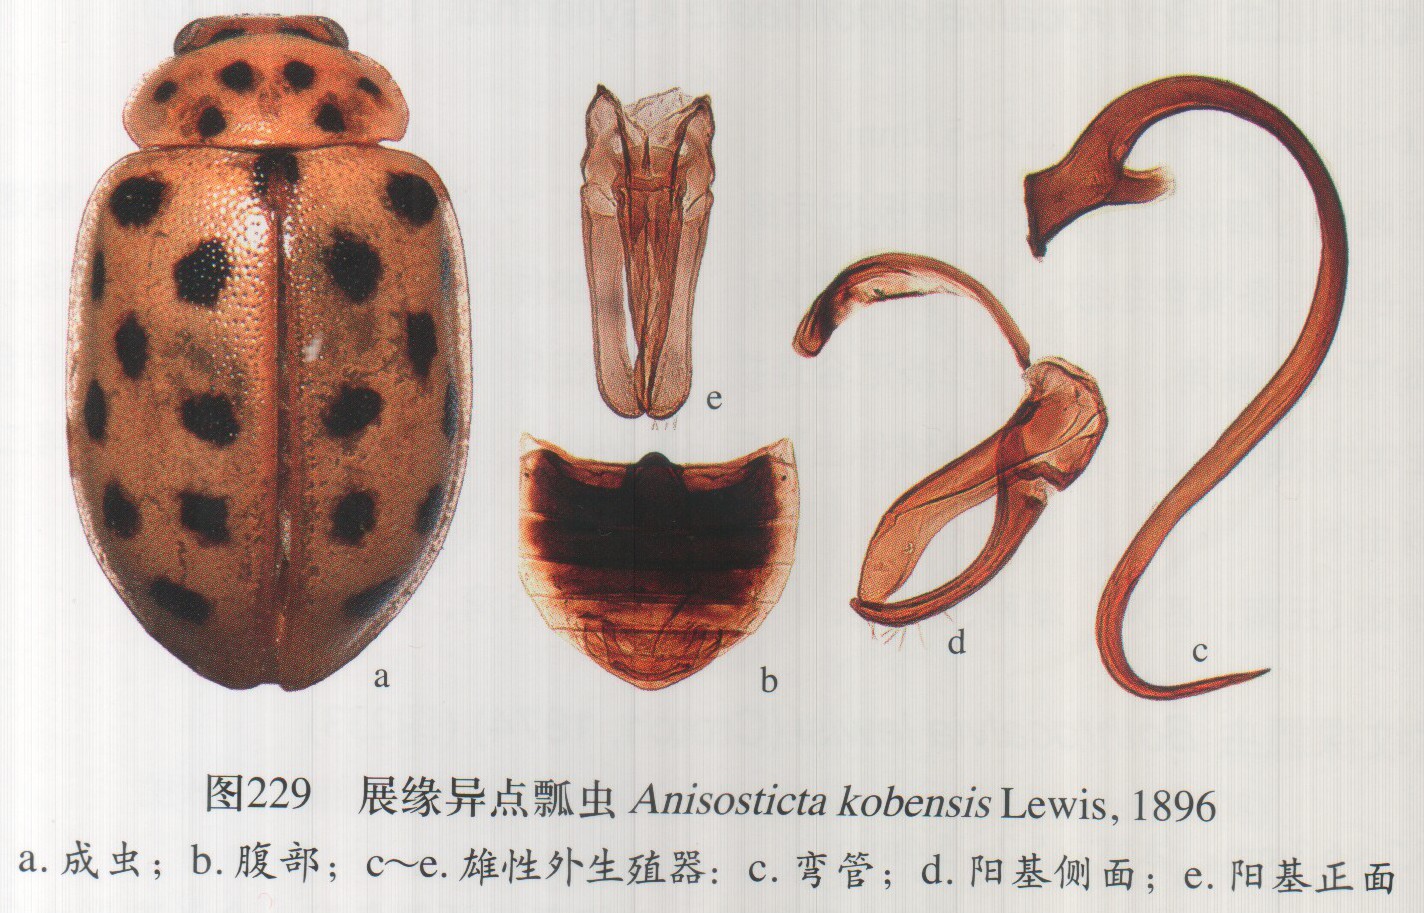 a
e
b
d
c
图229 展缘异点瓢虫 Anisosticta kobensis Lewis, 1896
a. 成虫；b. 腹部；c～e. 雄性外生殖器：c. 弯管；d. 阳基侧面；e. 阳基正面